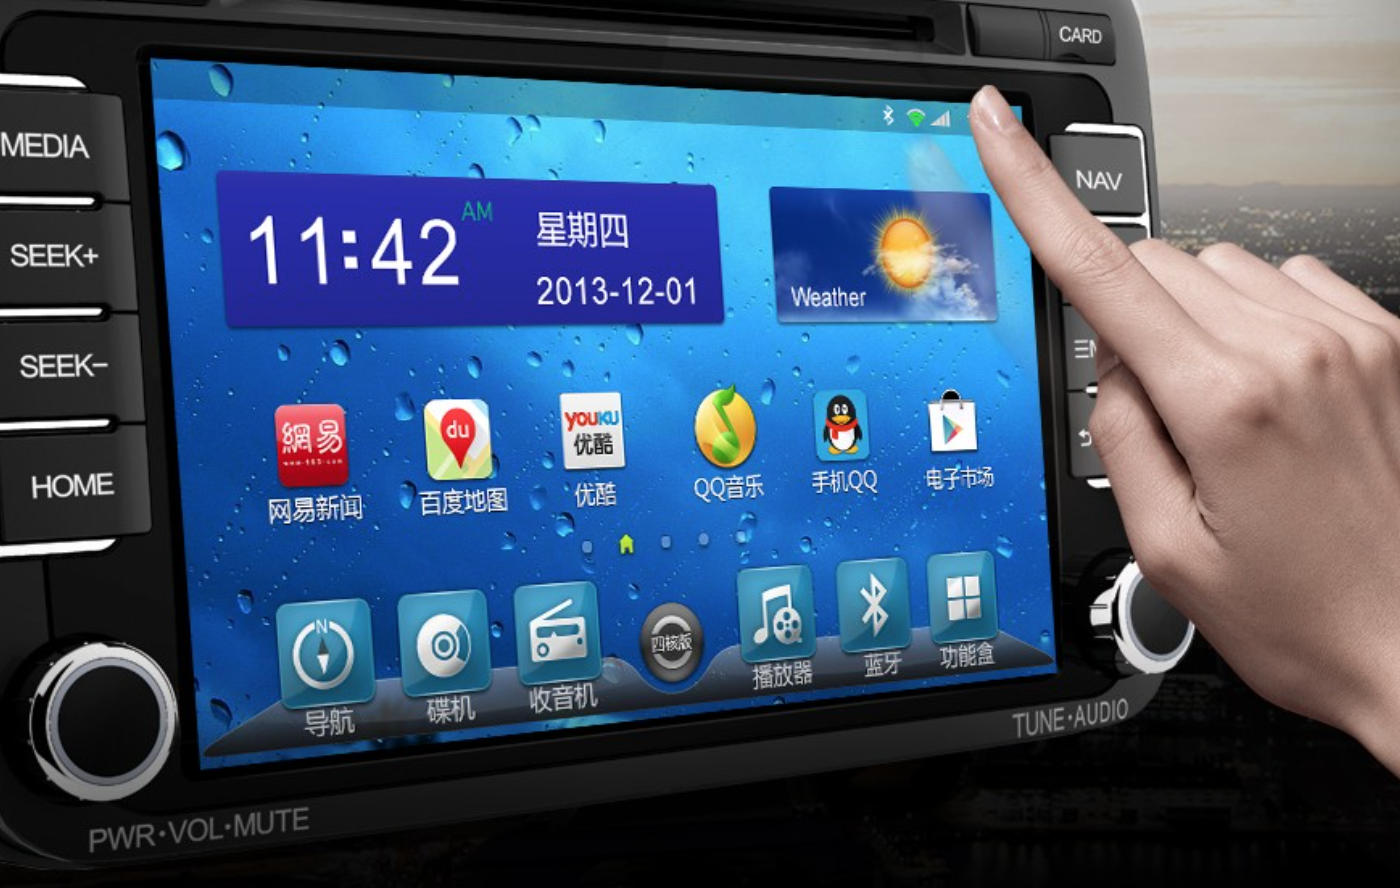 CARD
MEDIA
SEEK+
SEEK−
HOME
NAV
11:42 AM
星期四
2013-12-01
Weather
網易
www.163.com
du
YOUKU
优酷
网易新闻
百度地图
优酷
QQ音乐
手机QQ
电子市场
N
四核版
导航
碟机
收音机
播放器
蓝牙
功能盒
TUNE·AUDIO
PWR·VOL·MUTE